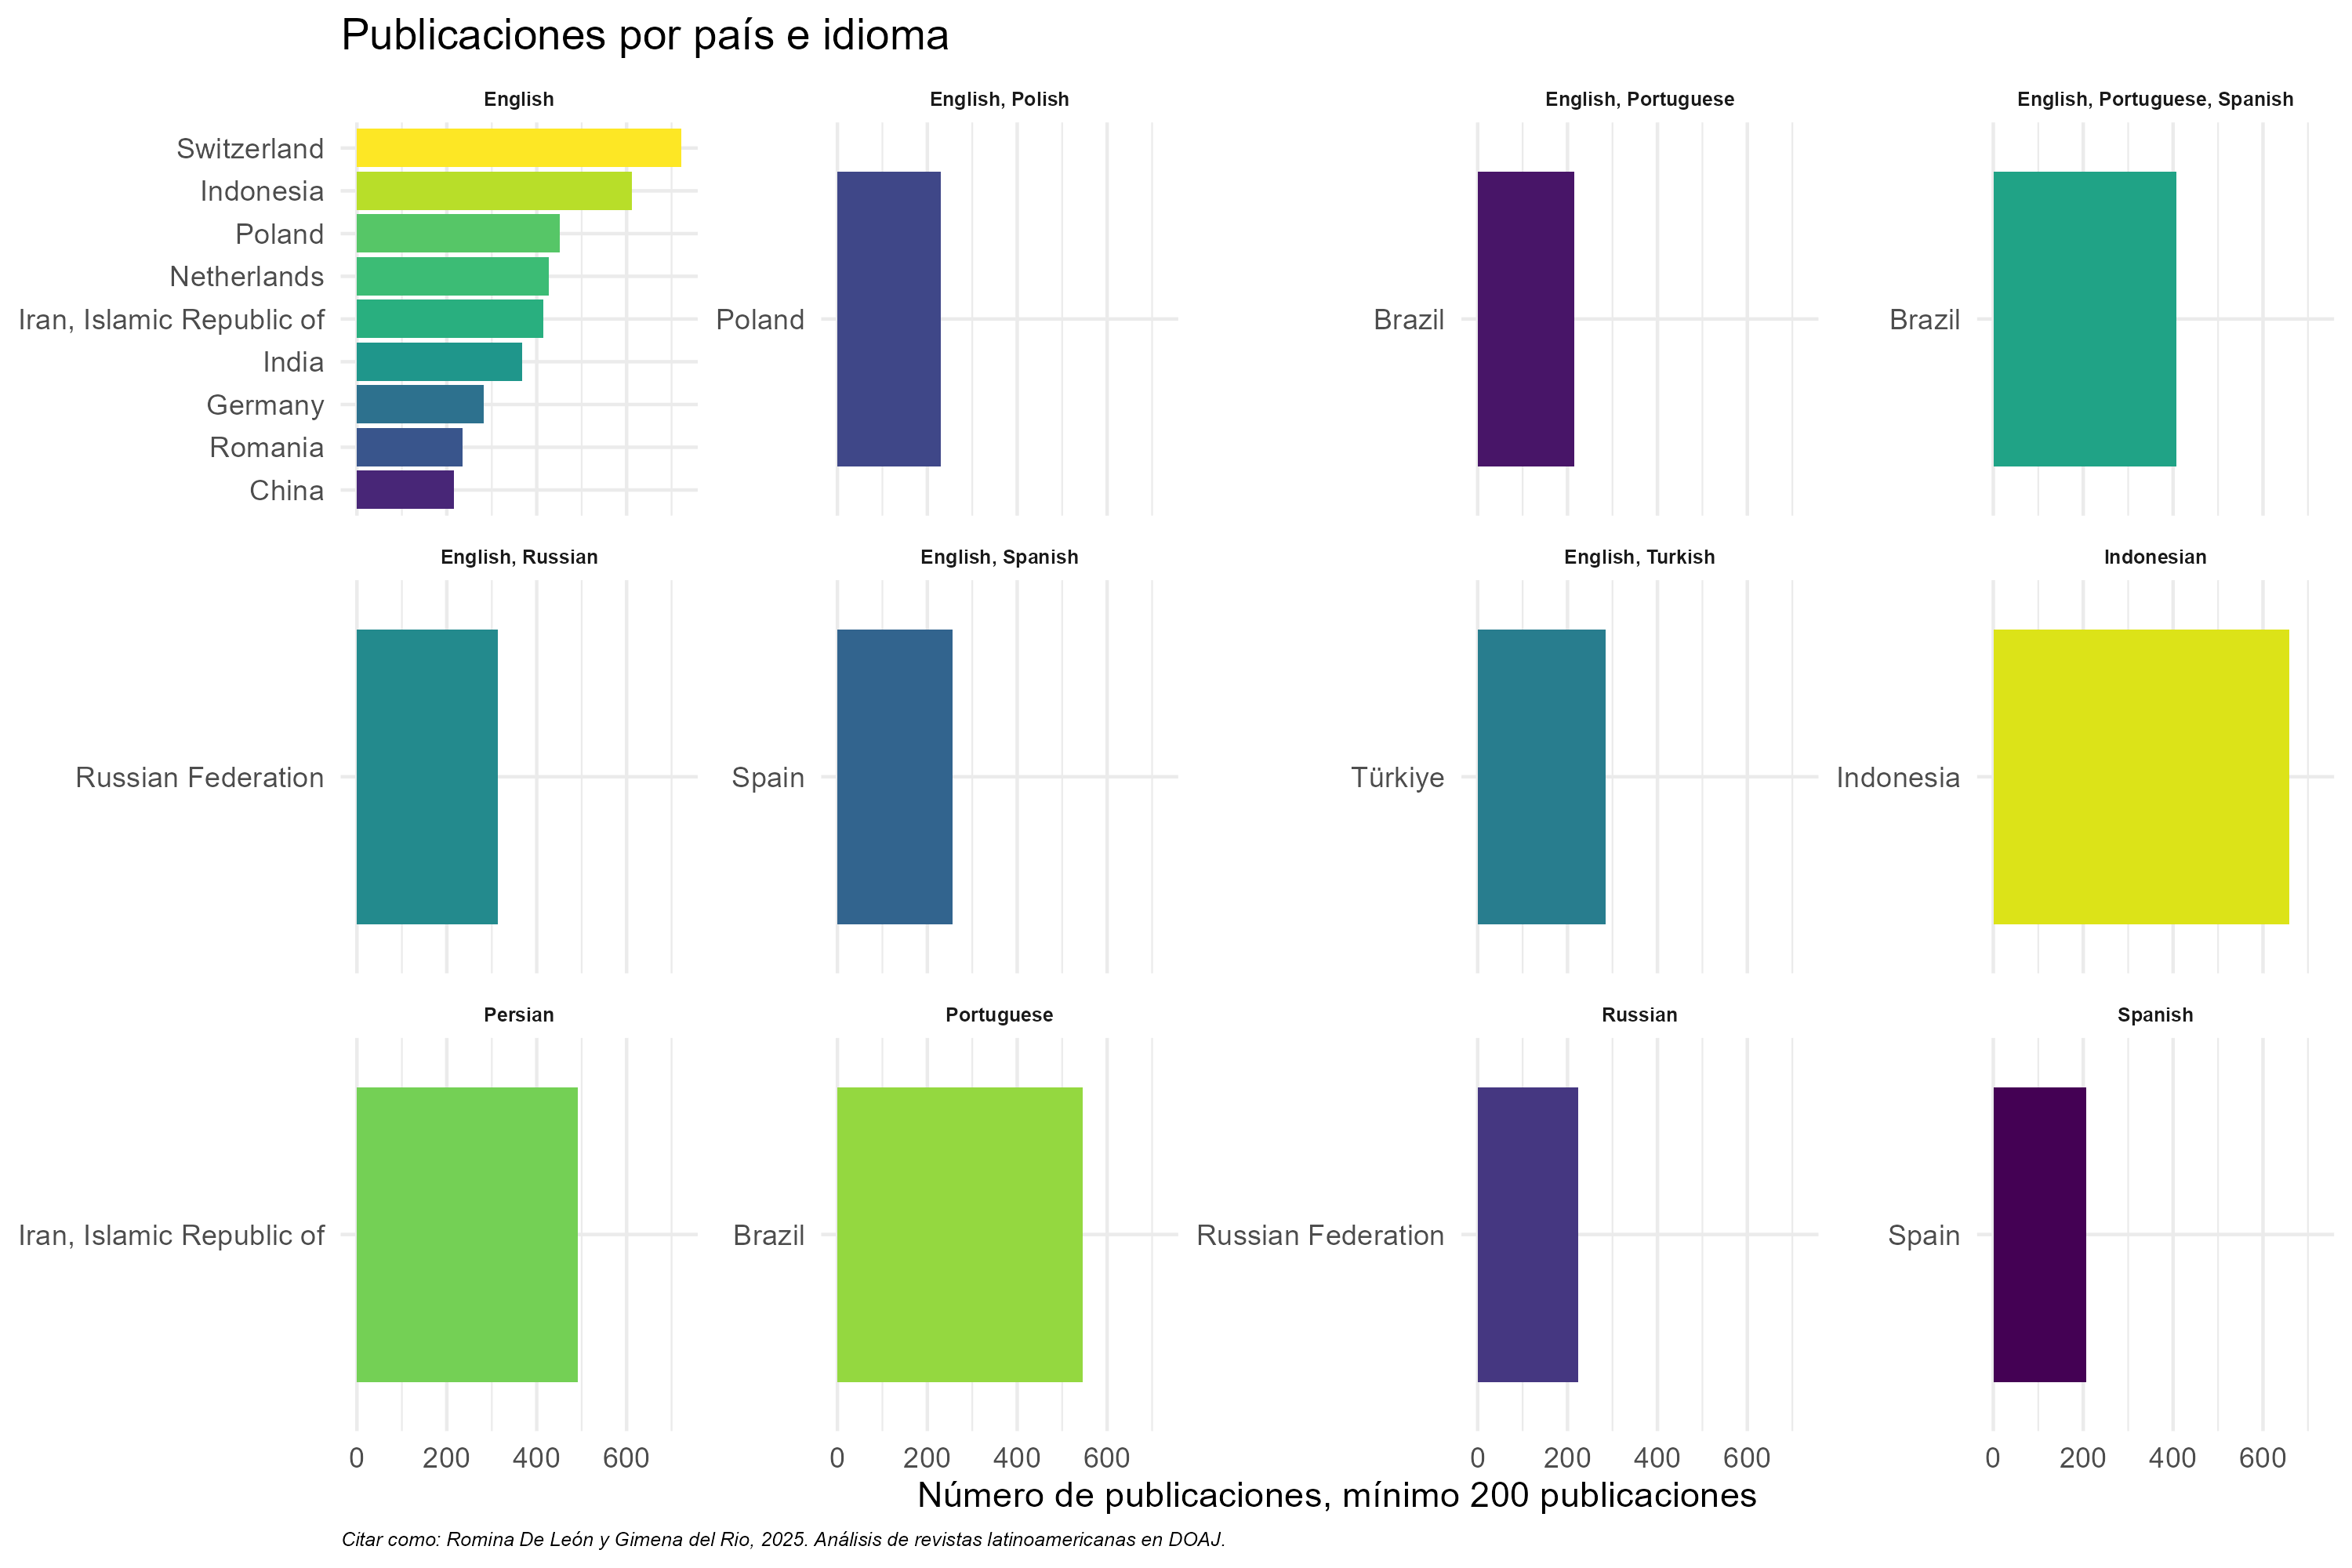 Publicaciones por país e idioma
English
English, Polish
English, Portuguese
English, Portuguese, Spanish
Switzerland
Indonesia
Poland
Netherlands
Iran, Islamic Republic of
India
Germany
Romania
China
Poland
Brazil
Brazil
English, Russian
English, Spanish
English, Turkish
Indonesian
Russian Federation
Spain
Türkiye
Indonesia
Persian
Portuguese
Russian
Spanish
Iran, Islamic Republic of
Brazil
Russian Federation
Spain
0 200 400 600
0 200 400 600
0 200 400 600
0 200 400 600
Número de publicaciones, mínimo 200 publicaciones
Citar como: Romina De León y Gimena del Rio, 2025. Análisis de revistas latinoamericanas en DOAJ.